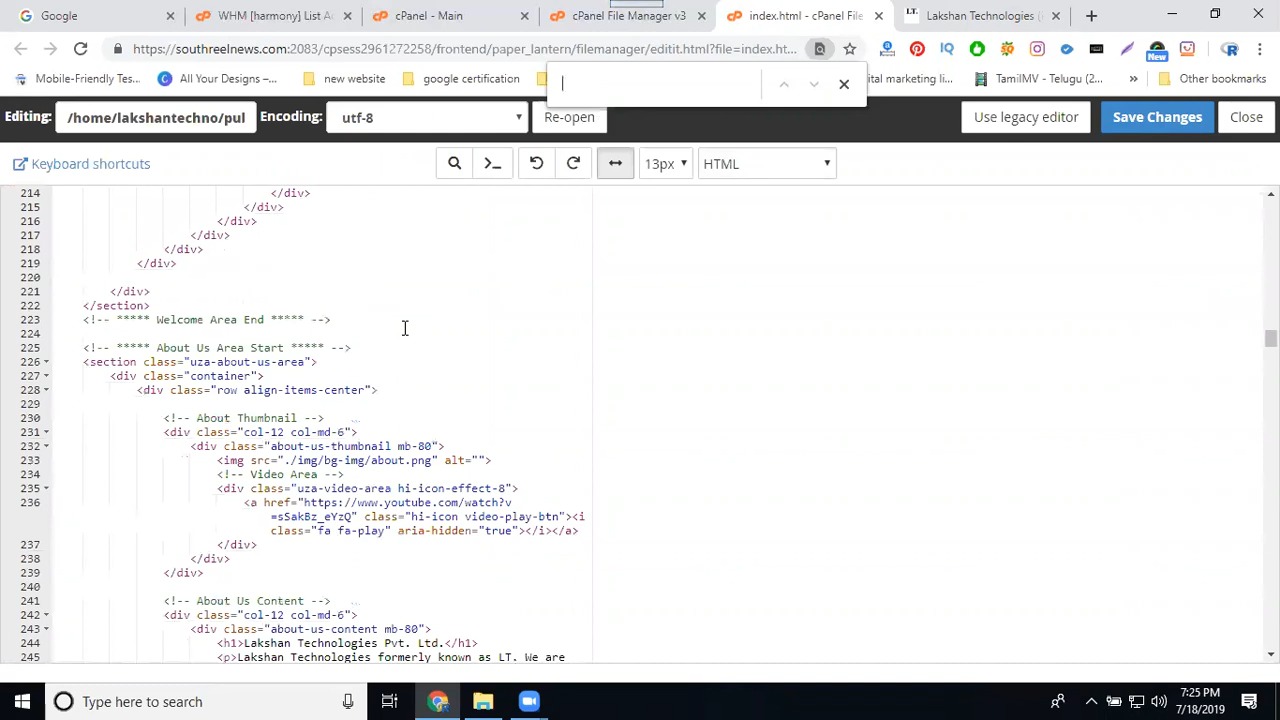 Google
WHM [harmony] List A
cPanel - Main
cPanel File Manager v3
index.html - cPanel File
LT.
Lakshan Technologies (
https://southreelnews.com:2083/cpsess2961272258/frontend/paper_lantern/filemanager/editit.html?file=index.ht...
New
Mobile-Friendly Tes
All Your Designs –...
new website
google certification
ital marketing li
TamilMV - Telugu (2
»
Other bookmarks
Editing:
/home/lakshantechno/pul
Encoding:
utf-8
Re-open
Use legacy editor
Save Changes
Close
Keyboard shortcuts
13px
HTML
214 </div>
215 </div>
216 </div>
217 </div>
218 </div>
219 </div>
220
221 </div>
222 </section>
223 <!-- ***** Welcome Area End ***** -->
224
225 <!-- ***** About Us Area Start ***** -->
226 <section class="uza-about-us-area">
227 <div class="container">
228 <div class="row align-items-center">
229
230 <!-- About Thumbnail -->
231 <div class="col-12 col-md-6">
232 <div class="about-us-thumbnail mb-80">
233 <img src="./img/bg-img/about.png" alt="">
234 <!-- Video Area -->
235 <div class="uza-video-area hi-icon-effect-8">
236 <a href="https://www.youtube.com/watch?v
=sSakBz_eYzQ" class="hi-icon video-play-btn"><i
class="fa fa-play" aria-hidden="true"></i></a>
237 </div>
238 </div>
239 </div>
240
241 <!-- About Us Content -->
242 <div class="col-12 col-md-6">
243 <div class="about-us-content mb-80">
244 <h1>Lakshan Technologies Pvt. Ltd.</h1>
245 <p>Lakshan Technologies formerly known as LT. We are
Type here to search
7:25 PM
7/18/2019